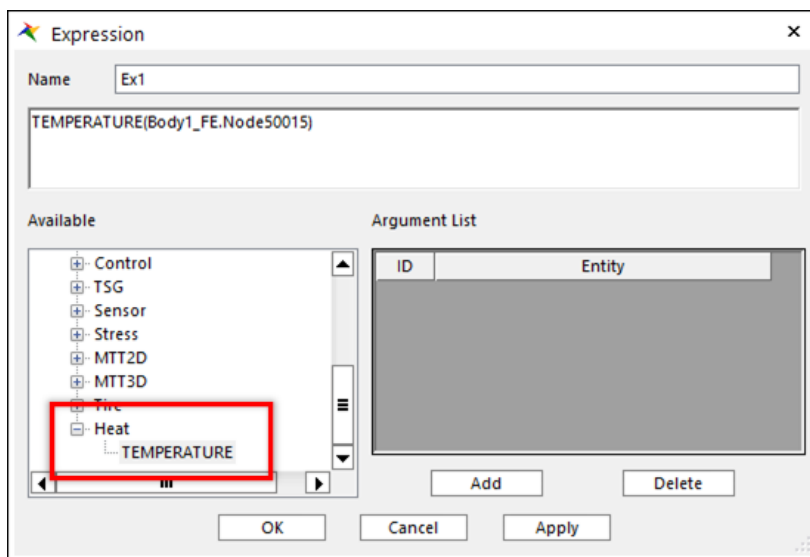 Expression
Name Ex1
TEMPERATURE(Body1_FE.Node50015)
Available Argument List
Control
TSG
Sensor
Stress
MTT2D
MTT3D
Tire
Heat
TEMPERATURE
ID Entity
Add Delete
OK Cancel Apply